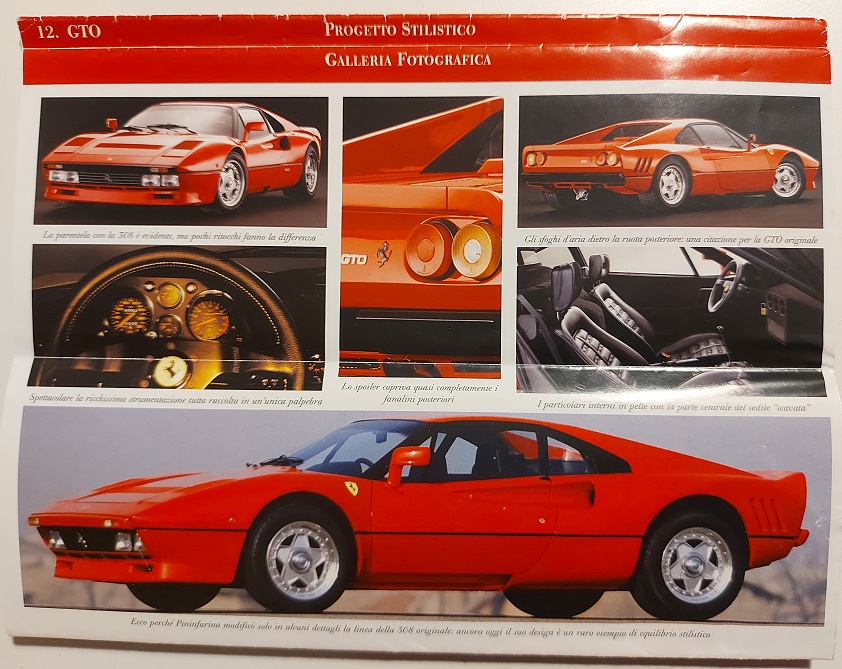 12. GTO
PROGETTO STILISTICO
GALLERIA FOTOGRAFICA
La parentela con la 308 è evidente, ma pochi ritocchi fanno la differenza
GTO
Gli sfoghi d'aria dietro la ruota posteriore: una citazione per la GTO originale
Spettacolare la ricchissima strumentazione tutta raccolta in un'unica palpebra
Lo spoiler copriva quasi completamente i
fanalini posteriori
I particolari interni in pelle con la parte centrale del sedile "scavata"
Ecco perché Pininfarina modificò solo in alcuni dettagli la linea della 308 originale: ancora oggi il suo design è un raro esempio di equilibrio stilistico